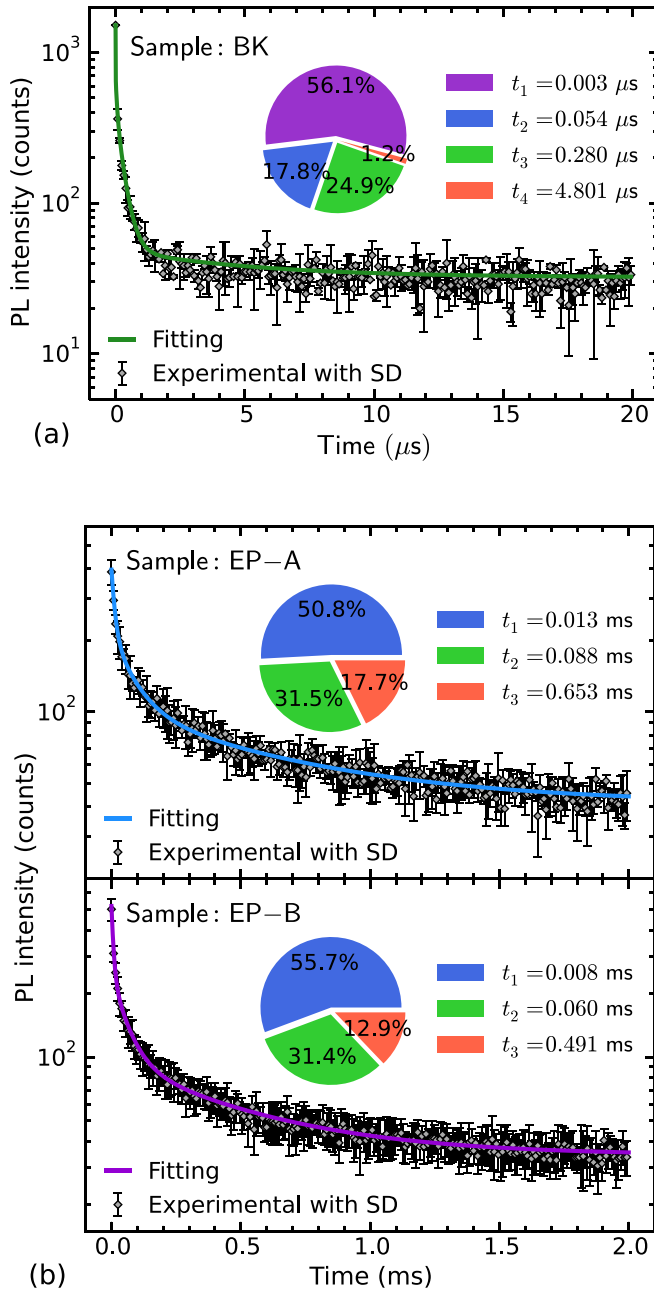 Sample: BK
10³
10²
10¹
PL intensity (counts)
56.1%
17.8%
24.9%
1.2%
t₁ = 0.003 μs
t₂ = 0.054 μs
t₃ = 0.280 μs
t₄ = 4.801 μs
Fitting
Experimental with SD
0 5 10 15 20
(a)
Time (μs)
Sample: EP−A
50.8%
31.5%
17.7%
t₁ = 0.013 ms
t₂ = 0.088 ms
t₃ = 0.653 ms
10²
PL intensity (counts)
Fitting
Experimental with SD
Sample: EP−B
55.7%
31.4%
12.9%
t₁ = 0.008 ms
t₂ = 0.060 ms
t₃ = 0.491 ms
10²
PL intensity (counts)
Fitting
Experimental with SD
0.0 0.5 1.0 1.5 2.0
(b)
Time (ms)